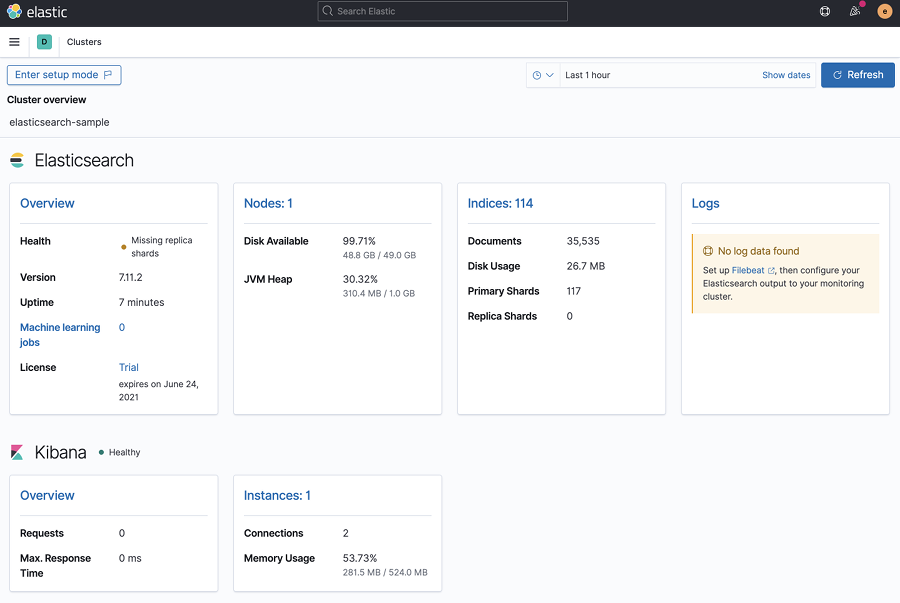 elastic
Search Elastic
e
D
Clusters
Enter setup mode
Last 1 hour
Show dates
Refresh
Cluster overview
elasticsearch-sample
Elasticsearch
Overview
Health
Missing replica
shards
Version
7.11.2
Uptime
7 minutes
Machine learning
jobs
0
License
Trial
expires on June 24,
2021
Nodes: 1
Disk Available
99.71%
48.8 GB / 49.0 GB
JVM Heap
30.32%
310.4 MB / 1.0 GB
Indices: 114
Documents
35,535
Disk Usage
26.7 MB
Primary Shards
117
Replica Shards
0
Logs
No log data found
Set up Filebeat , then configure your
Elasticsearch output to your monitoring
cluster.
Kibana
Healthy
Overview
Requests
0
Max. Response
Time
0 ms
Instances: 1
Connections
2
Memory Usage
53.73%
281.5 MB / 524.0 MB